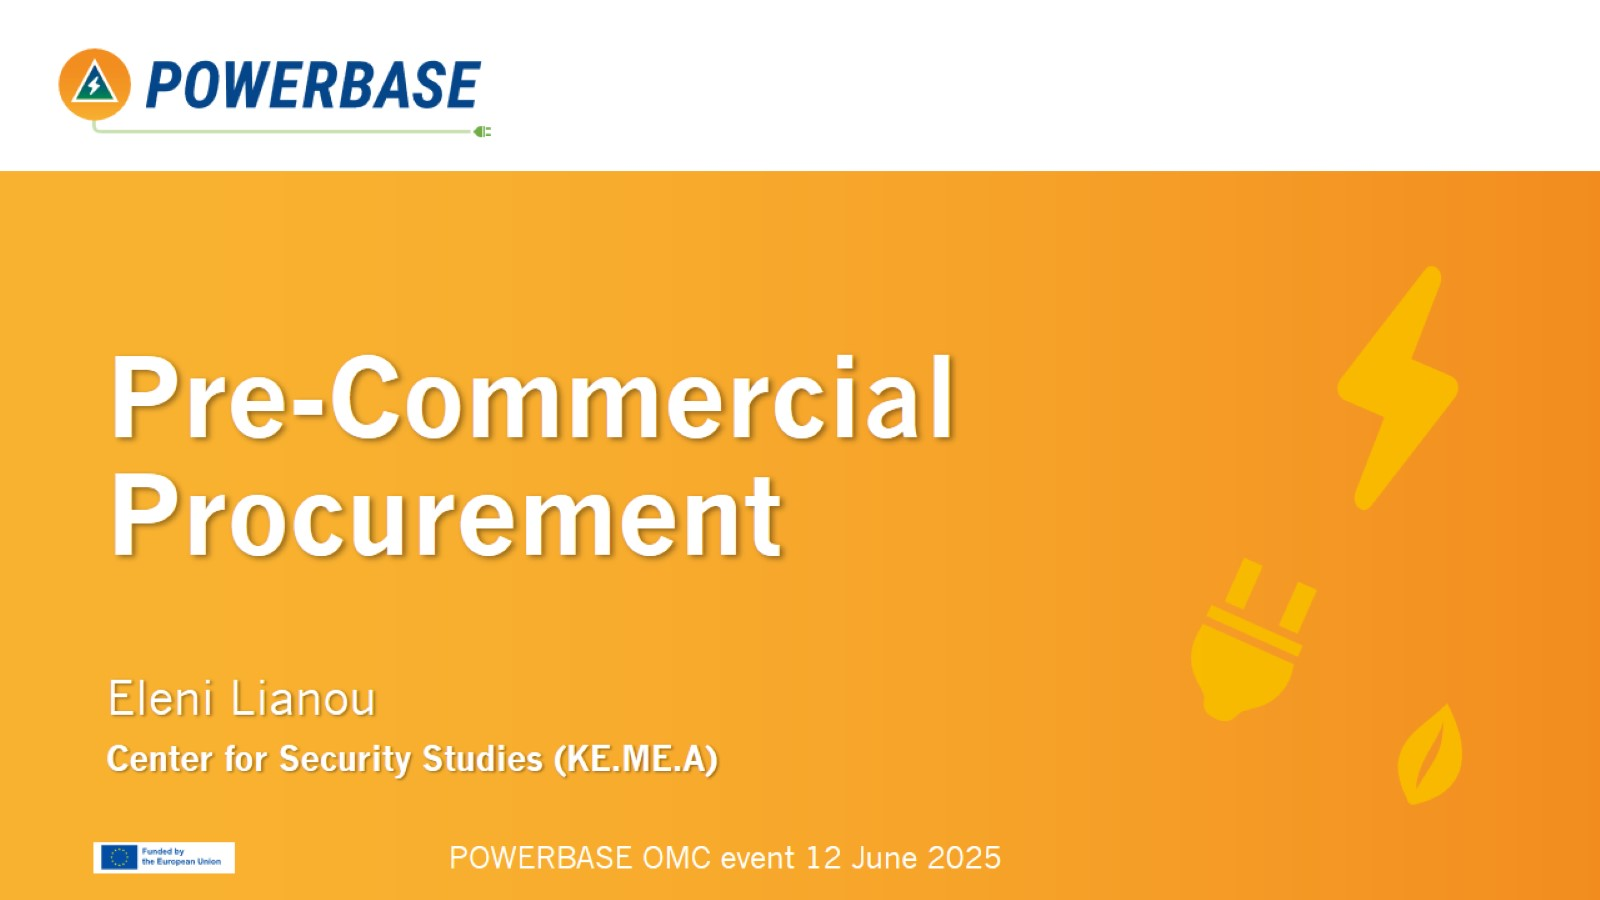 POWERBASE
Pre-Commercial
Procurement
Eleni Lianou
Center for Security Studies (KE.ME.A)
Funded by
the European Union
POWERBASE OMC event 12 June 2025